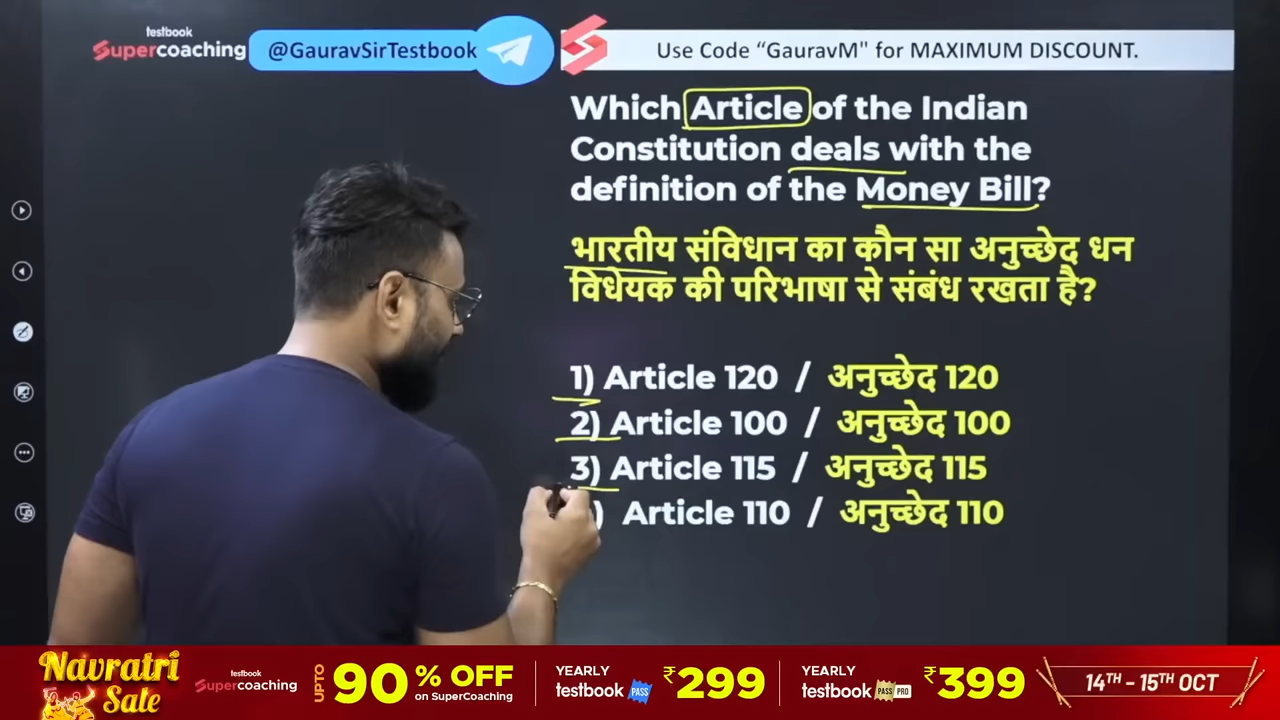 testbook
Supercoaching
@GauravSirTestbook
Use Code “GauravM" for MAXIMUM DISCOUNT.
Which Article of the Indian
Constitution deals with the
definition of the Money Bill?
भारतीय संविधान का कौन सा अनुच्छेद धन
विधेयक की परिभाषा से संबंध रखता है?
1) Article 120 / अनुच्छेद 120
2) Article 100 / अनुच्छेद 100
3) Article 115 / अनुच्छेद 115
) Article 110 / अनुच्छेद 110
Navratri
Sale
testbook
Supercoaching
UPTO 90% OFF
on SuperCoaching
YEARLY
testbook PASS
₹299
YEARLY
testbook PASS PRO
₹399
14TH - 15TH OCT